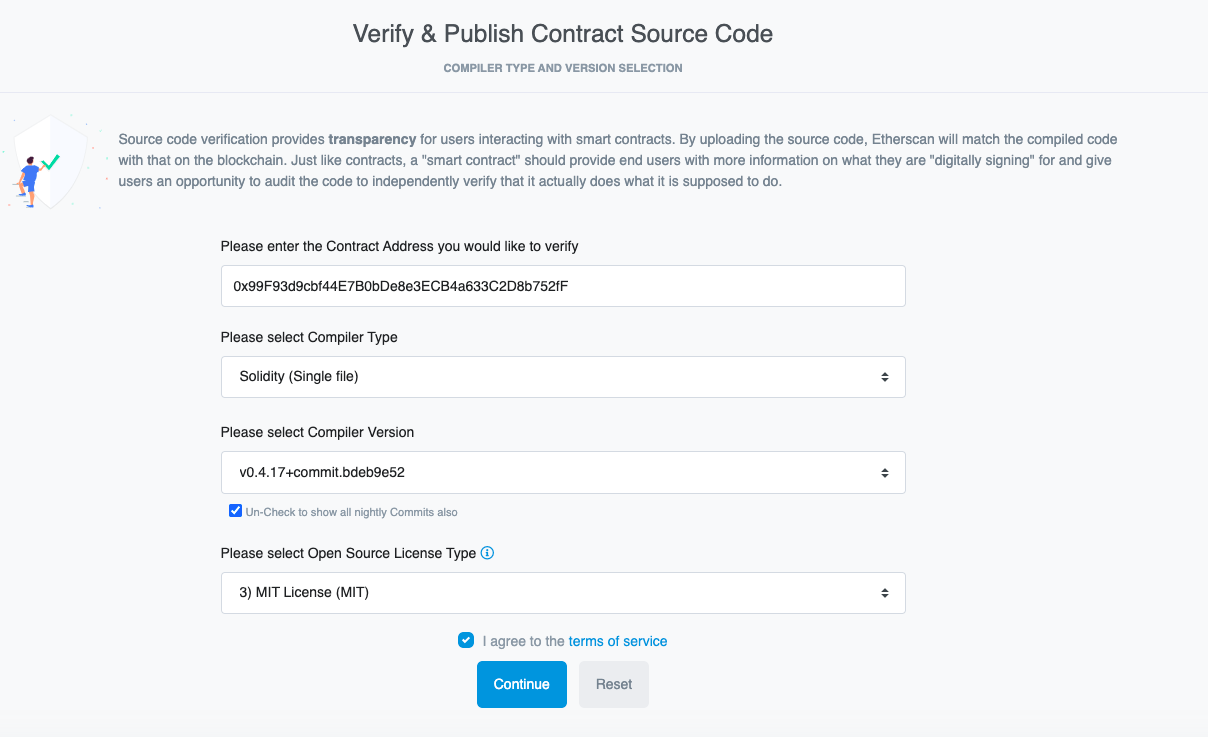 Verify & Publish Contract Source Code
COMPILER TYPE AND VERSION SELECTION
Source code verification provides transparency for users interacting with smart contracts. By uploading the source code, Etherscan will match the compiled code
with that on the blockchain. Just like contracts, a "smart contract" should provide end users with more information on what they are "digitally signing" for and give
users an opportunity to audit the code to independently verify that it actually does what it is supposed to do.
Please enter the Contract Address you would like to verify
0x99F93d9cbf44E7B0bDe8e3ECB4a633C2D8b752fF
Please select Compiler Type
Solidity (Single file)
Please select Compiler Version
v0.4.17+commit.bdeb9e52
Un-Check to show all nightly Commits also
Please select Open Source License Type
3) MIT License (MIT)
I agree to the terms of service
Continue Reset